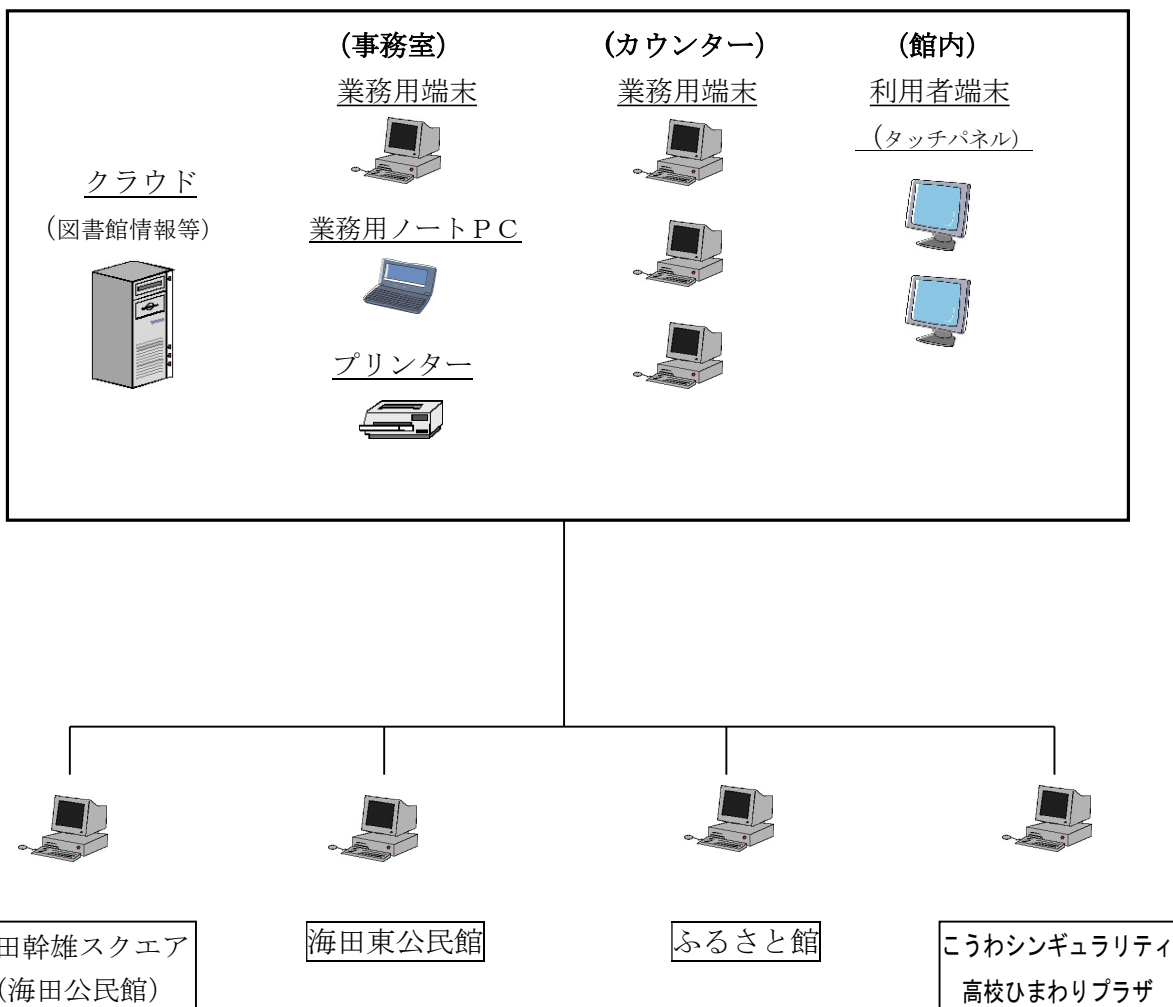 (事務室)
(カウンター)
(館内)
業務用端末
業務用端末
利用者端末
(タッチパネル)
クラウド
(図書館情報等)
業務用ノートPC
プリンター
田幹雄スクエア
(海田公民館)
海田東公民館
ふるさと館
こうわシンギュラリティ
高校ひまわりプラザ